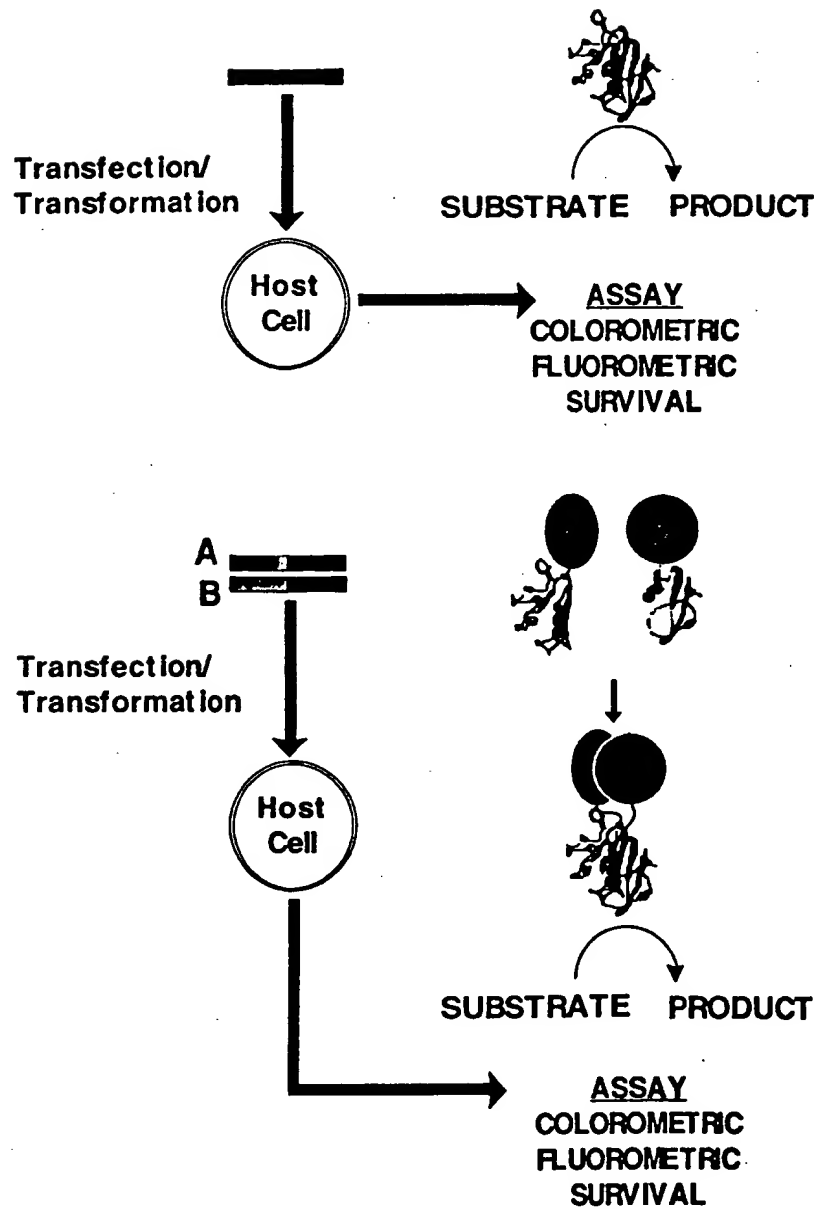 Transfection/
Transformation
SUBSTRATE PRODUCT
Host
Cell
ASSAY
COLOROMETRIC
FLUOROMETRIC
SURVIVAL
A
B
Transfection/
Transformation
Host
Cell
SUBSTRATE PRODUCT
ASSAY
COLOROMETRIC
FLUOROMETRIC
SURVIVAL